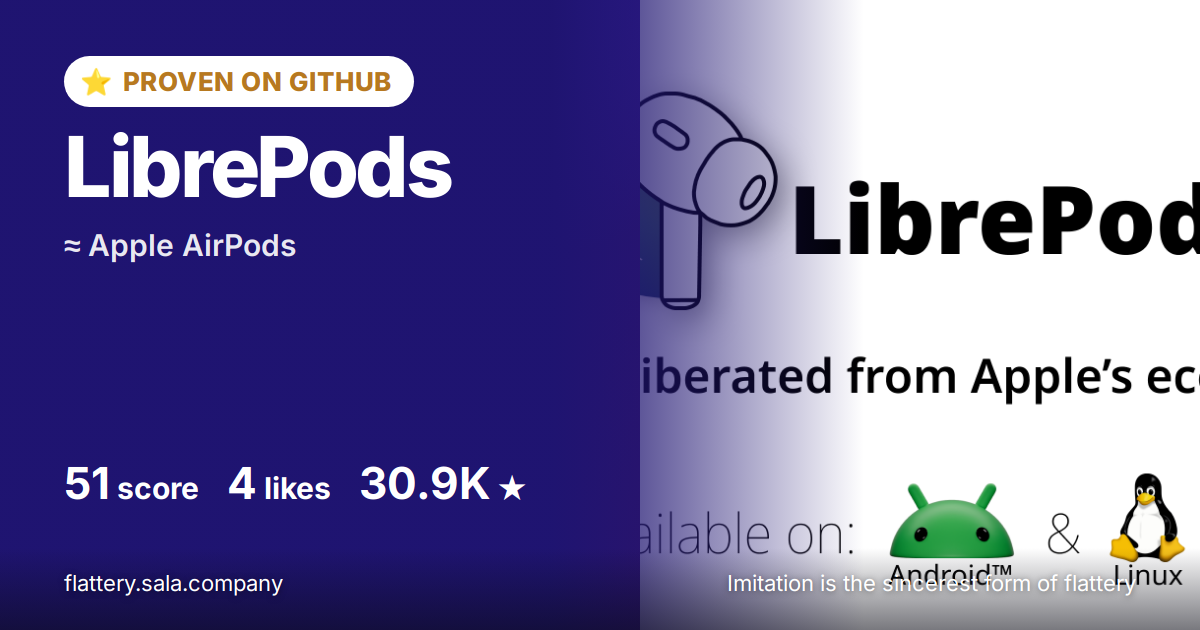 ⭐ PROVEN ON GITHUB
LibrePods
≈ Apple AirPods
51 score 4 likes 30.9K ★
flattery.sala.company
LibrePod
iberated from Apple’s ec
ailable on:
&
Android™
Linux
Imitation is the sincerest form of flattery